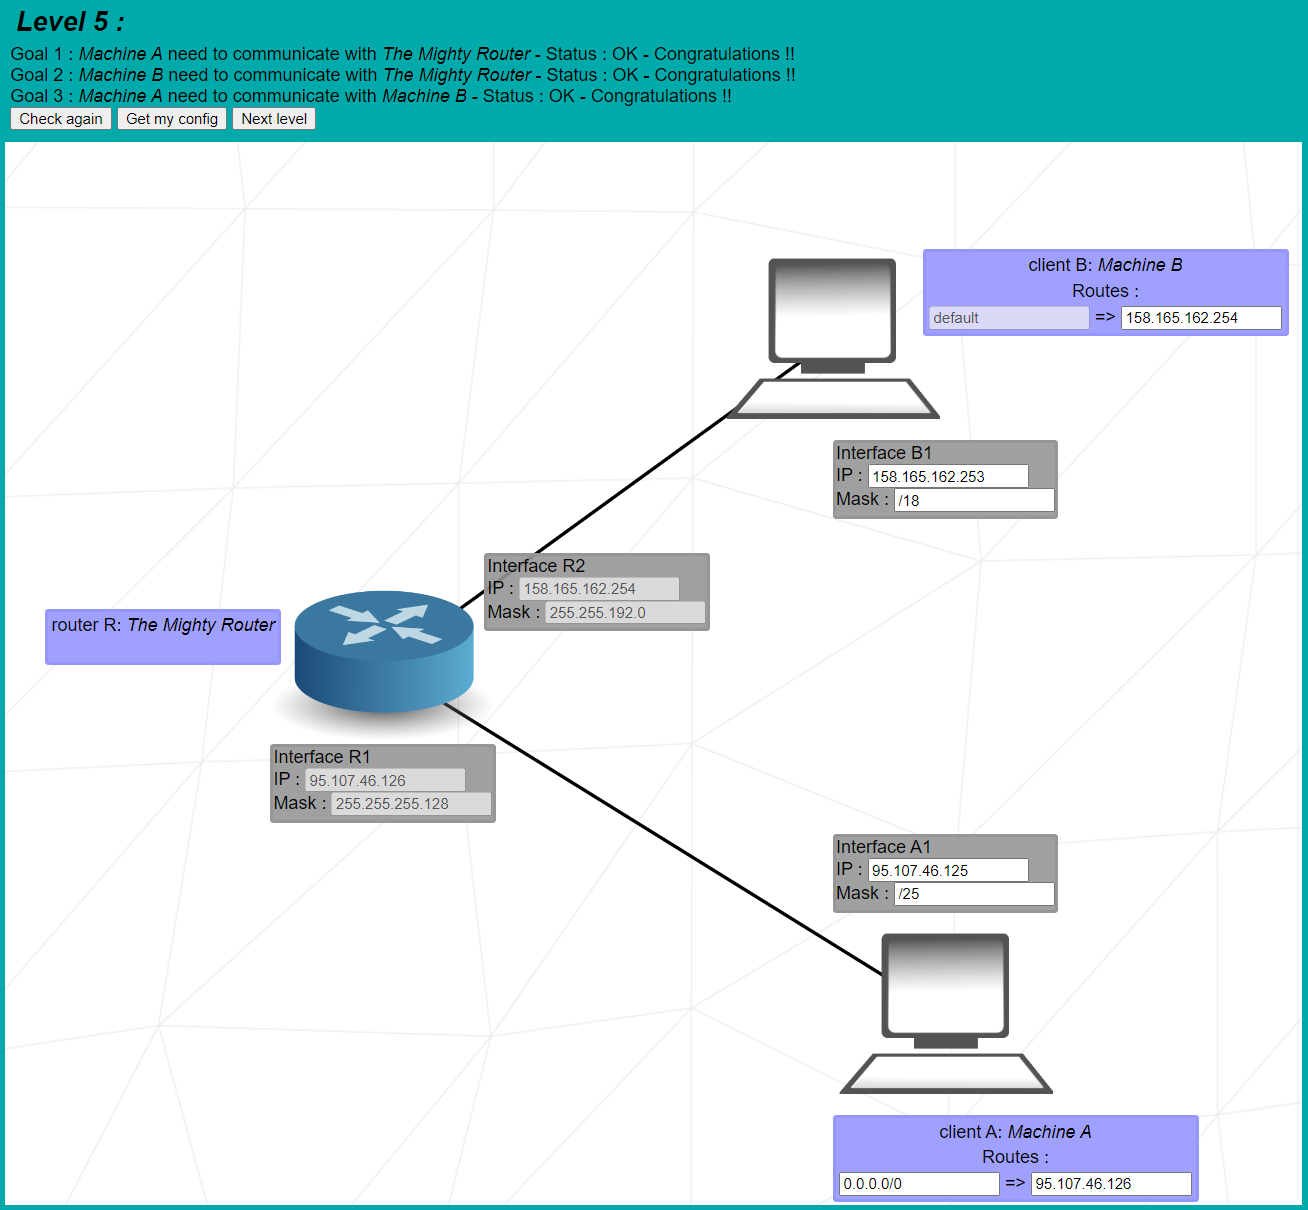 Level 5 :
Goal 1 : Machine A need to communicate with The Mighty Router - Status : OK - Congratulations !!
Goal 2 : Machine B need to communicate with The Mighty Router - Status : OK - Congratulations !!
Goal 3 : Machine A need to communicate with Machine B - Status : OK - Congratulations !!
Check again Get my config Next level
client B: Machine B
Routes :
default => 158.165.162.254
Interface B1
IP : 158.165.162.253
Mask : /18
Interface R2
IP : 158.165.162.254
Mask : 255.255.192.0
router R: The Mighty Router
Interface R1
IP : 95.107.46.126
Mask : 255.255.255.128
Interface A1
IP : 95.107.46.125
Mask : /25
client A: Machine A
Routes :
0.0.0.0/0 => 95.107.46.126